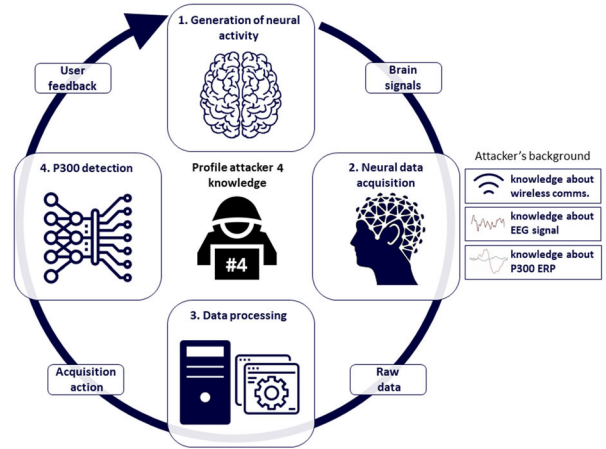 1. Generation of neural
activity
User
feedback
Brain
signals
4. P300 detection
Profile attacker 4
knowledge
#4
2. Neural data
acquisition
Attacker's background
knowledge about
wireless comms.
knowledge about
EEG signal
knowledge about
P300 ERP
3. Data processing
Acquisition
action
Raw
data